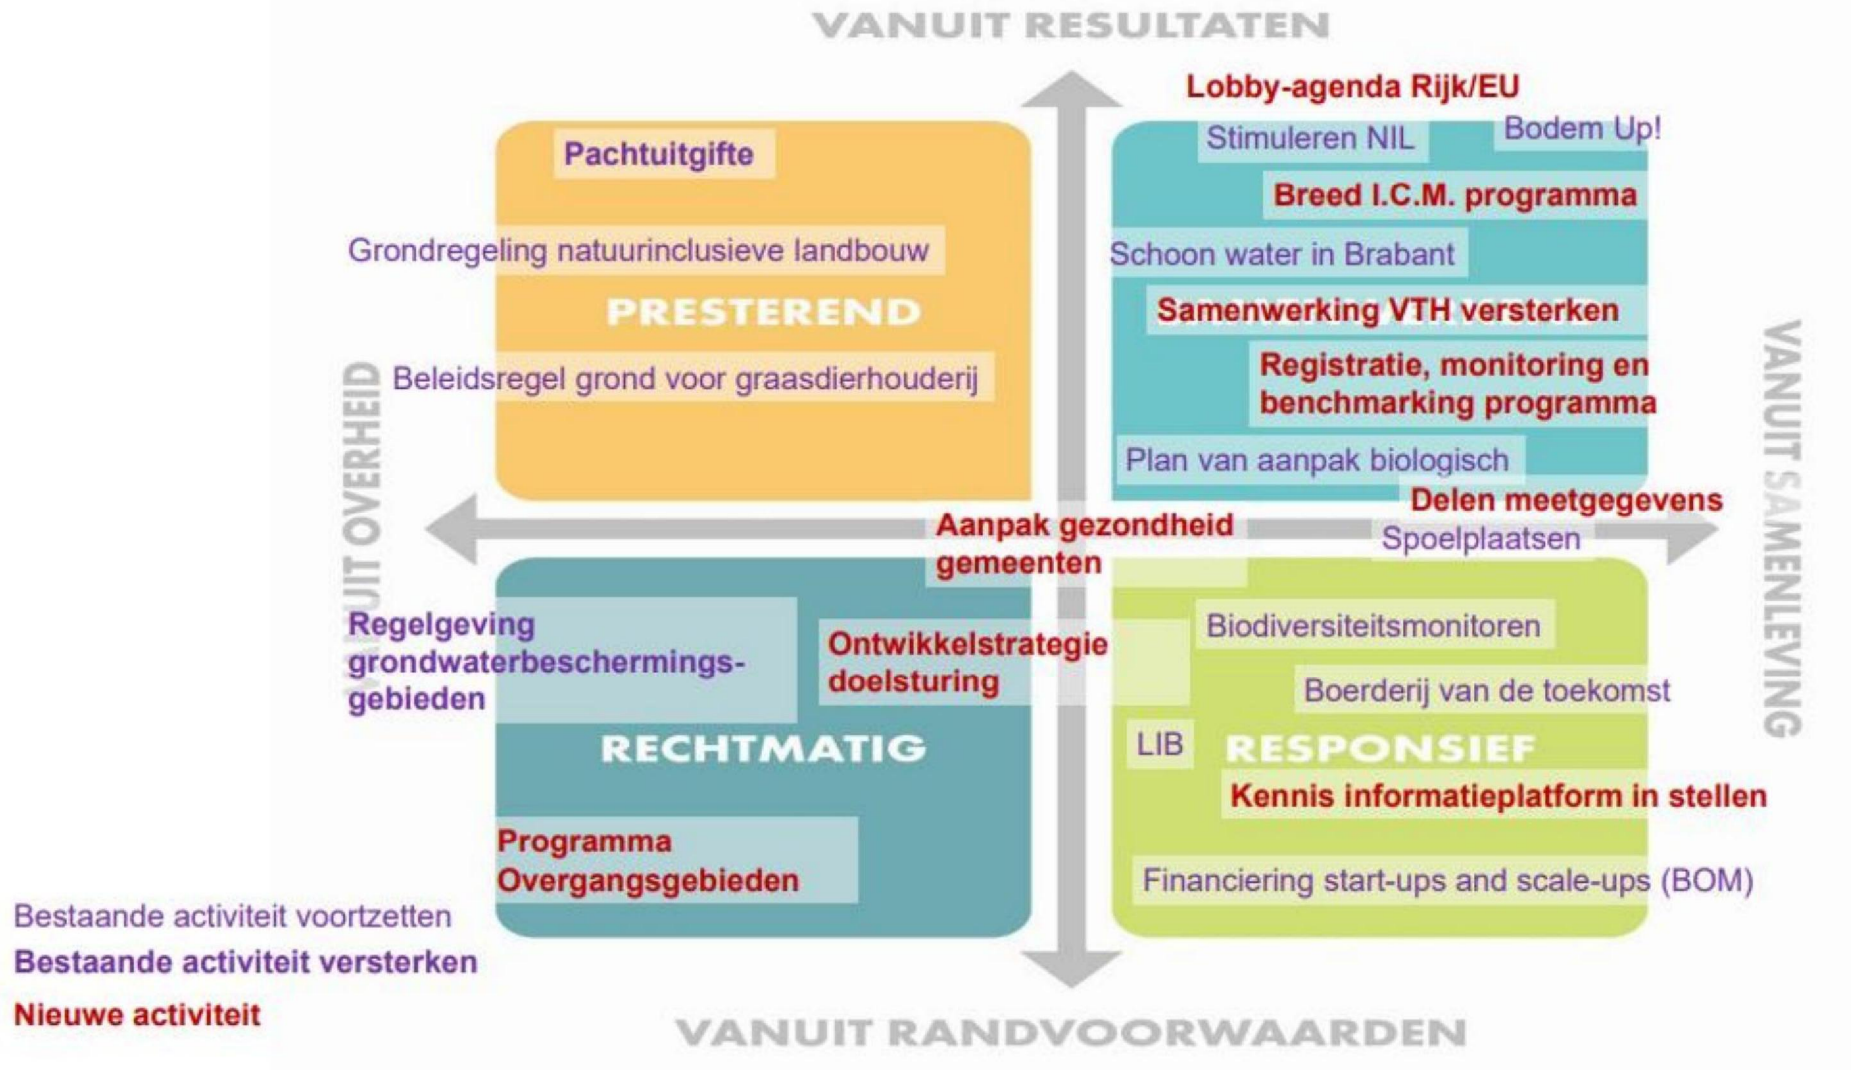 VANUIT RESULTATEN
Lobby-agenda Rijk/EU
Pachtuitgifte
Stimuleren NIL
Bodem Up!
Breed I.C.M. programma
Grondregeling natuurinclusieve landbouw
Schoon water in Brabant
PRESTEREND
Samenwerking VTH versterken
Beleidsregel grond voor graasdierhouderij
Registratie, monitoring en
benchmarking programma
Plan van aanpak biologisch
Delen meetgegevens
VANUIT OVERHEID
VANUIT SAMENLEVING
Aanpak gezondheid
gemeenten
Spoelplaatsen
Regelgeving
grondwaterbeschermings-
gebieden
Ontwikkelstrategie
doelsturing
Biodiversiteitsmonitoren
Boerderij van de toekomst
RECHTMATIG
LIB
RESPONSIEF
Kennis informatieplatform in stellen
Programma
Overgangsgebieden
Financiering start-ups and scale-ups (BOM)
Bestaande activiteit voortzetten
Bestaande activiteit versterken
Nieuwe activiteit
VANUIT RANDVOORWAARDEN